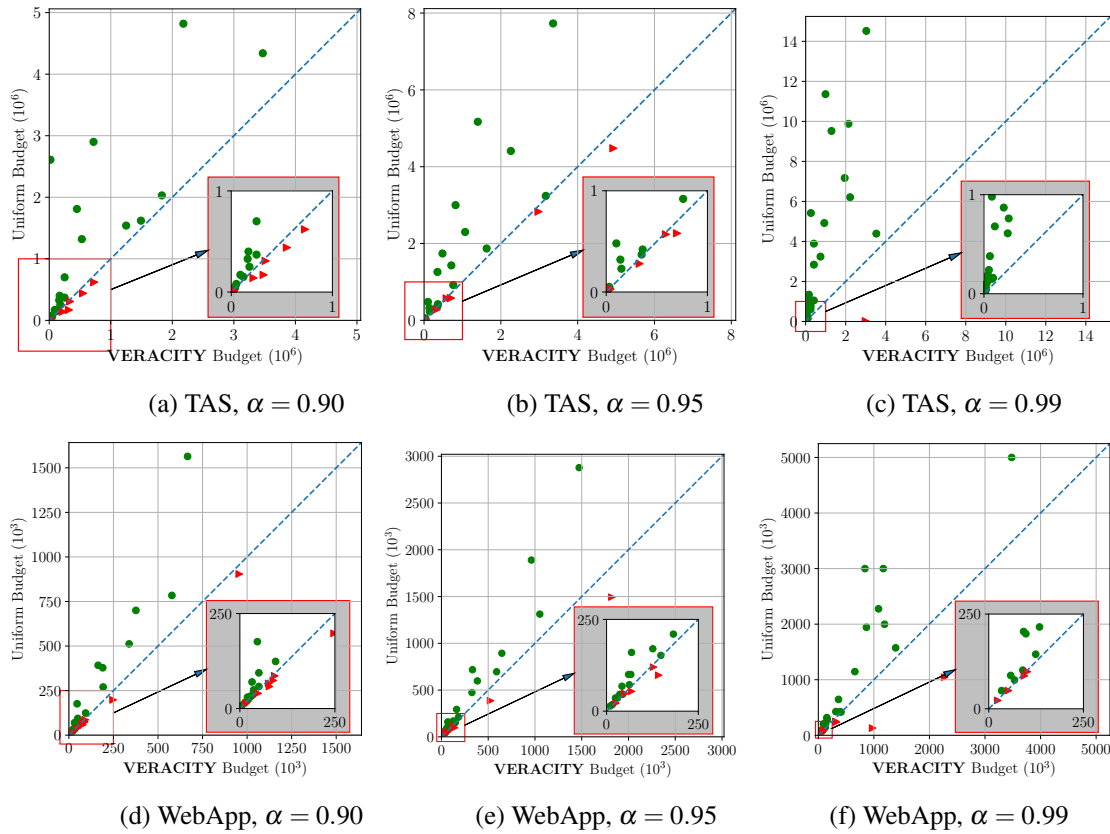 5
4
3
2
1
0
Uniform Budget (10^6)
0 1 2 3 4 5
VERACITY Budget (10^6)
1
0
0 1
(a) TAS, α = 0.90
8
6
4
2
0
Uniform Budget (10^6)
0 2 4 6 8
VERACITY Budget (10^6)
1
0
0 1
(b) TAS, α = 0.95
14
12
10
8
6
4
2
0
Uniform Budget (10^6)
0 2 4 6 8 10 12 14
VERACITY Budget (10^6)
1
0
0 1
(c) TAS, α = 0.99
1500
1250
1000
750
500
250
0
Uniform Budget (10^3)
0 250 500 750 1000 1250 1500
VERACITY Budget (10^3)
250
0
0 250
(d) WebApp, α = 0.90
3000
2500
2000
1500
1000
500
0
Uniform Budget (10^3)
0 500 1000 1500 2000 2500 3000
VERACITY Budget (10^3)
250
0
0 250
(e) WebApp, α = 0.95
5000
4000
3000
2000
1000
0
Uniform Budget (10^3)
0 1000 2000 3000 4000 5000
VERACITY Budget (10^3)
250
0
0 250
(f) WebApp, α = 0.99